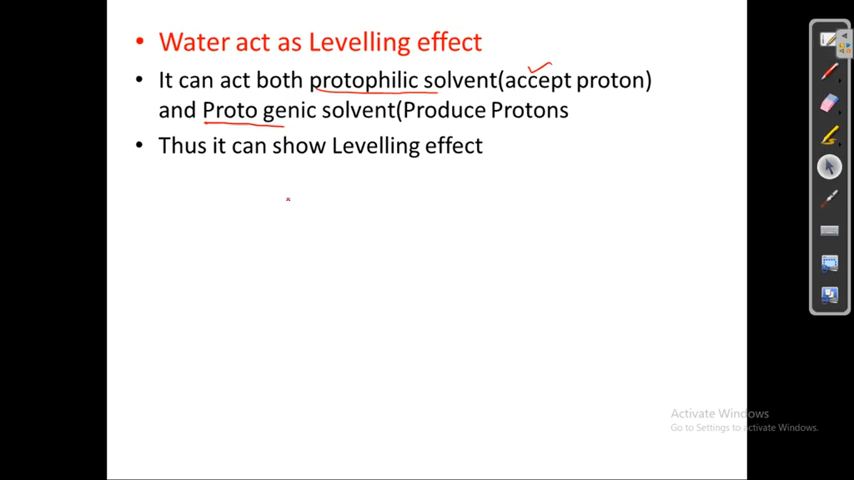 • Water act as Levelling effect
• It can act both protophilic solvent(accept proton)
and Proto genic solvent(Produce Protons
• Thus it can show Levelling effect
Activate Windows
Go to Settings to activate Windows.